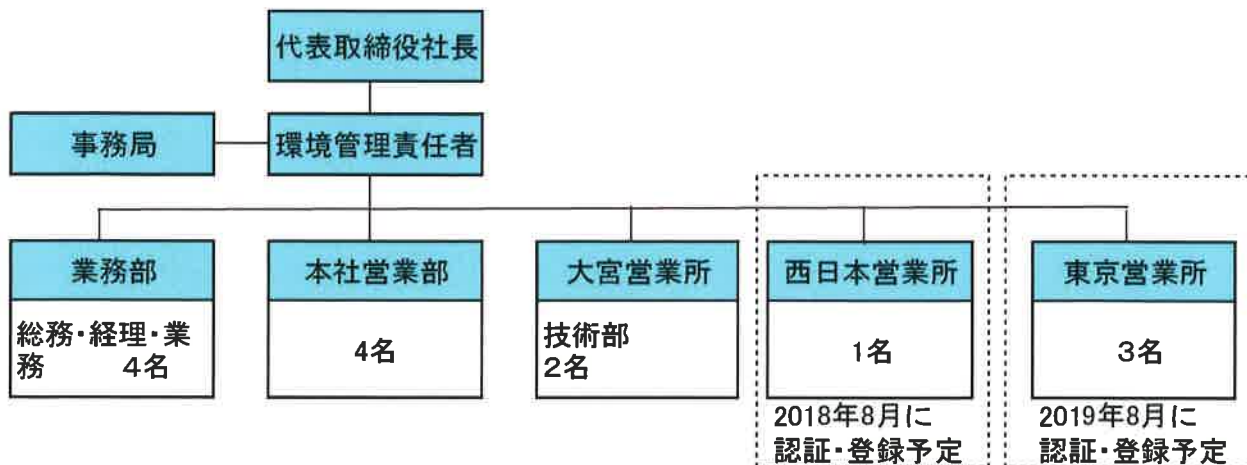 代表取締役社長
事務局
環境管理責任者
業務部
本社営業部
大宮営業所
西日本営業所
東京営業所
総務・経理・業
務 4名
4名
技術部
2名
1名
3名
2018年8月に
認証・登録予定
2019年8月に
認証・登録予定